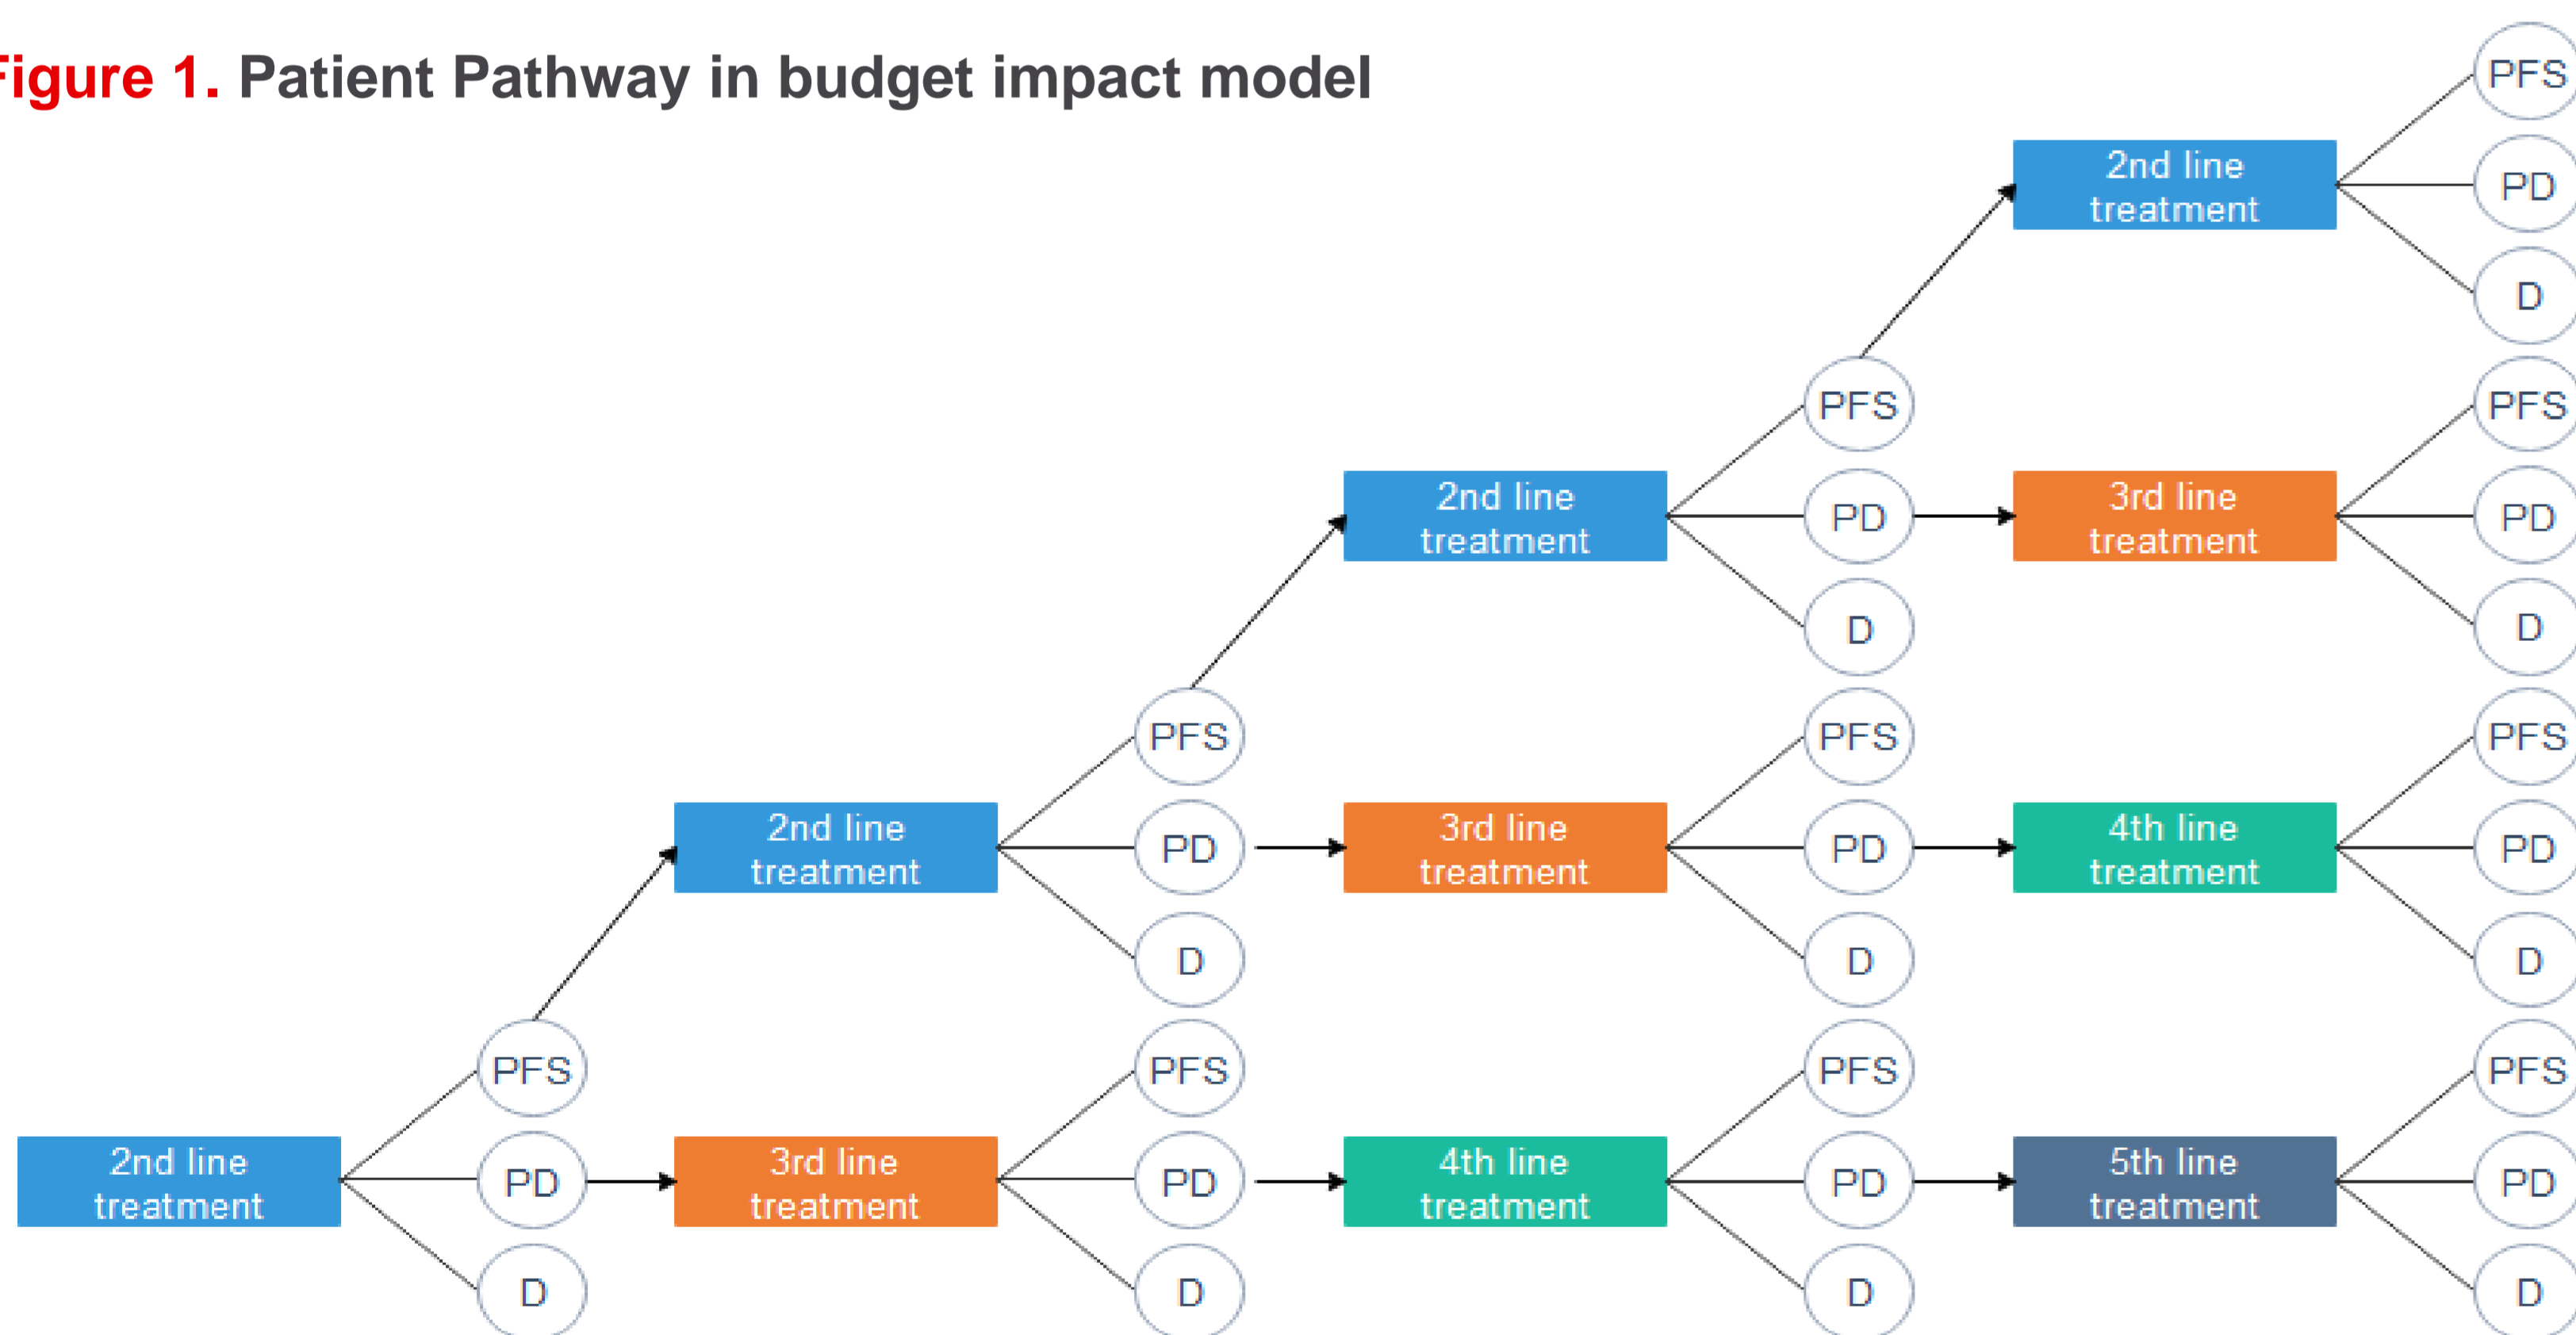 Figure 1. Patient Pathway in budget impact model
PFS
2nd line
treatment
PD
D
PFS
PFS
2nd line
treatment
PD
3rd line
treatment
PD
D
D
PFS
PFS
PFS
2nd line
treatment
PD
3rd line
treatment
PD
4th line
treatment
PD
D
D
D
PFS
PFS
PFS
PFS
2nd line
treatment
PD
3rd line
treatment
PD
4th line
treatment
PD
5th line
treatment
PD
D
D
D
D